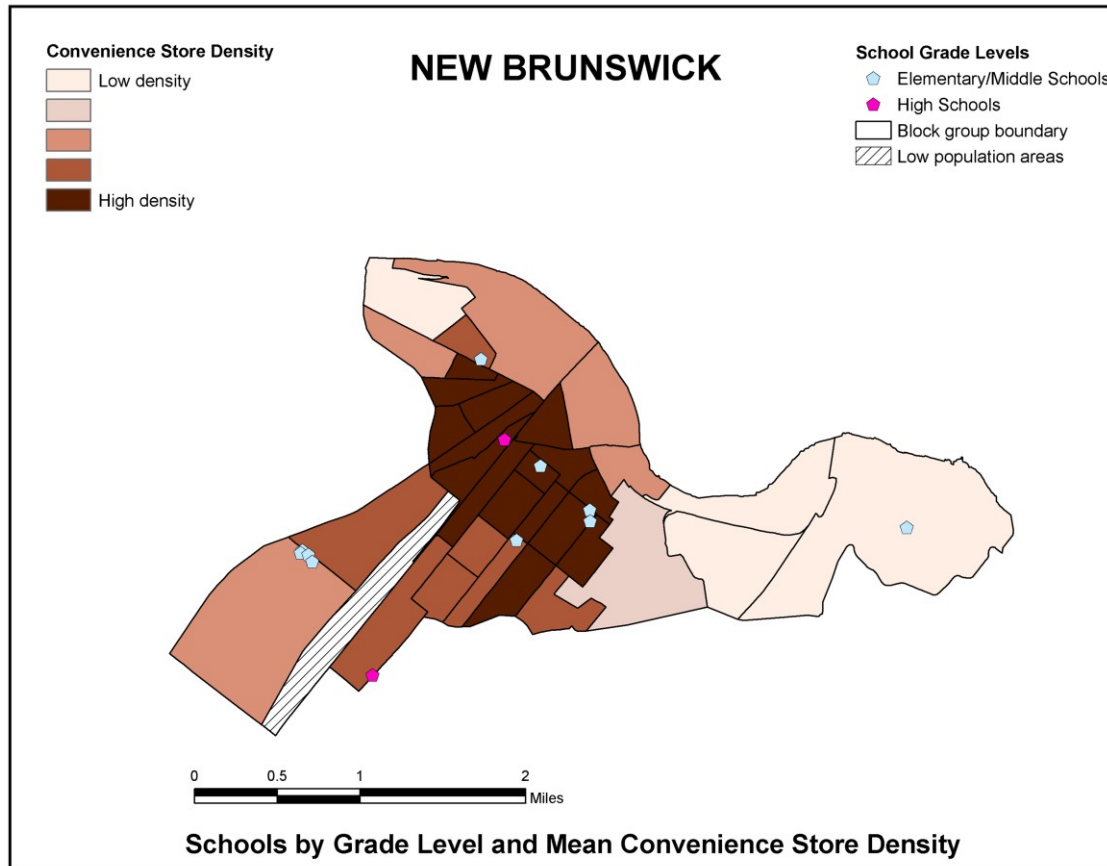 NEW BRUNSWICK
Convenience Store Density
Low density
High density
School Grade Levels
Elementary/Middle Schools
High Schools
Block group boundary
Low population areas
0 0.5 1 2
Miles
Schools by Grade Level and Mean Convenience Store Density